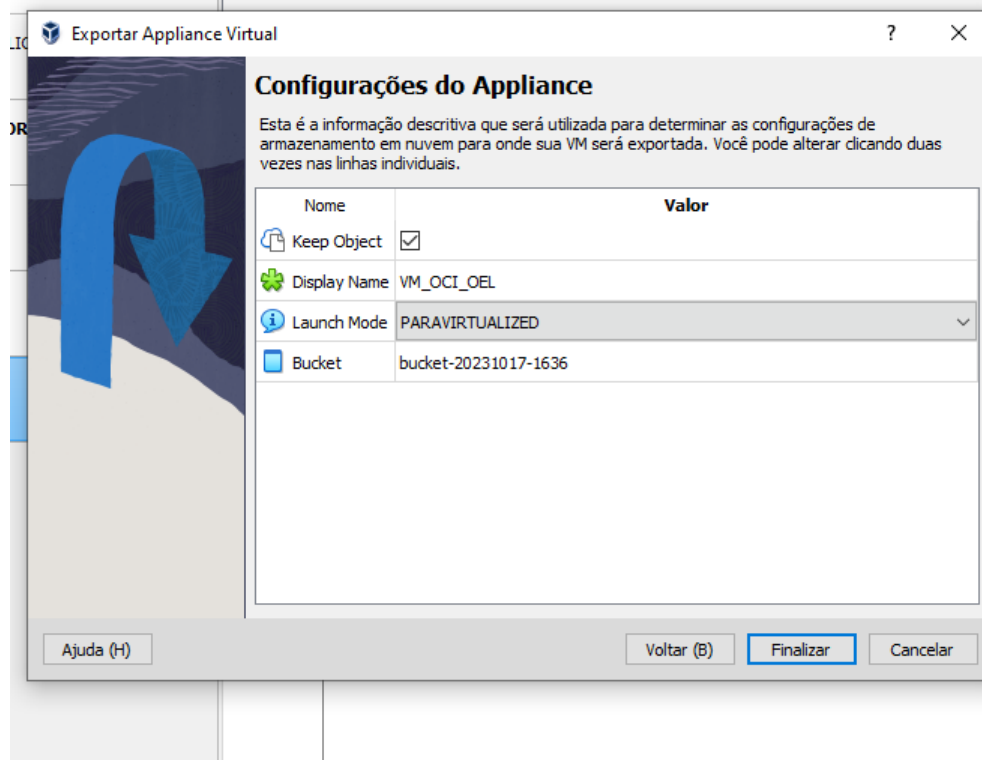 Exportar Appliance Virtual
?
Configurações do Appliance
Esta é a informação descritiva que será utilizada para determinar as configurações de
armazenamento em nuvem para onde sua VM será exportada. Você pode alterar clicando duas
vezes nas linhas individuais.
Nome Valor
Keep Object
Display Name VM_OCI_OEL
Launch Mode PARAVIRTUALIZED
Bucket bucket-20231017-1636
Ajuda (H) Voltar (B) Finalizar Cancelar